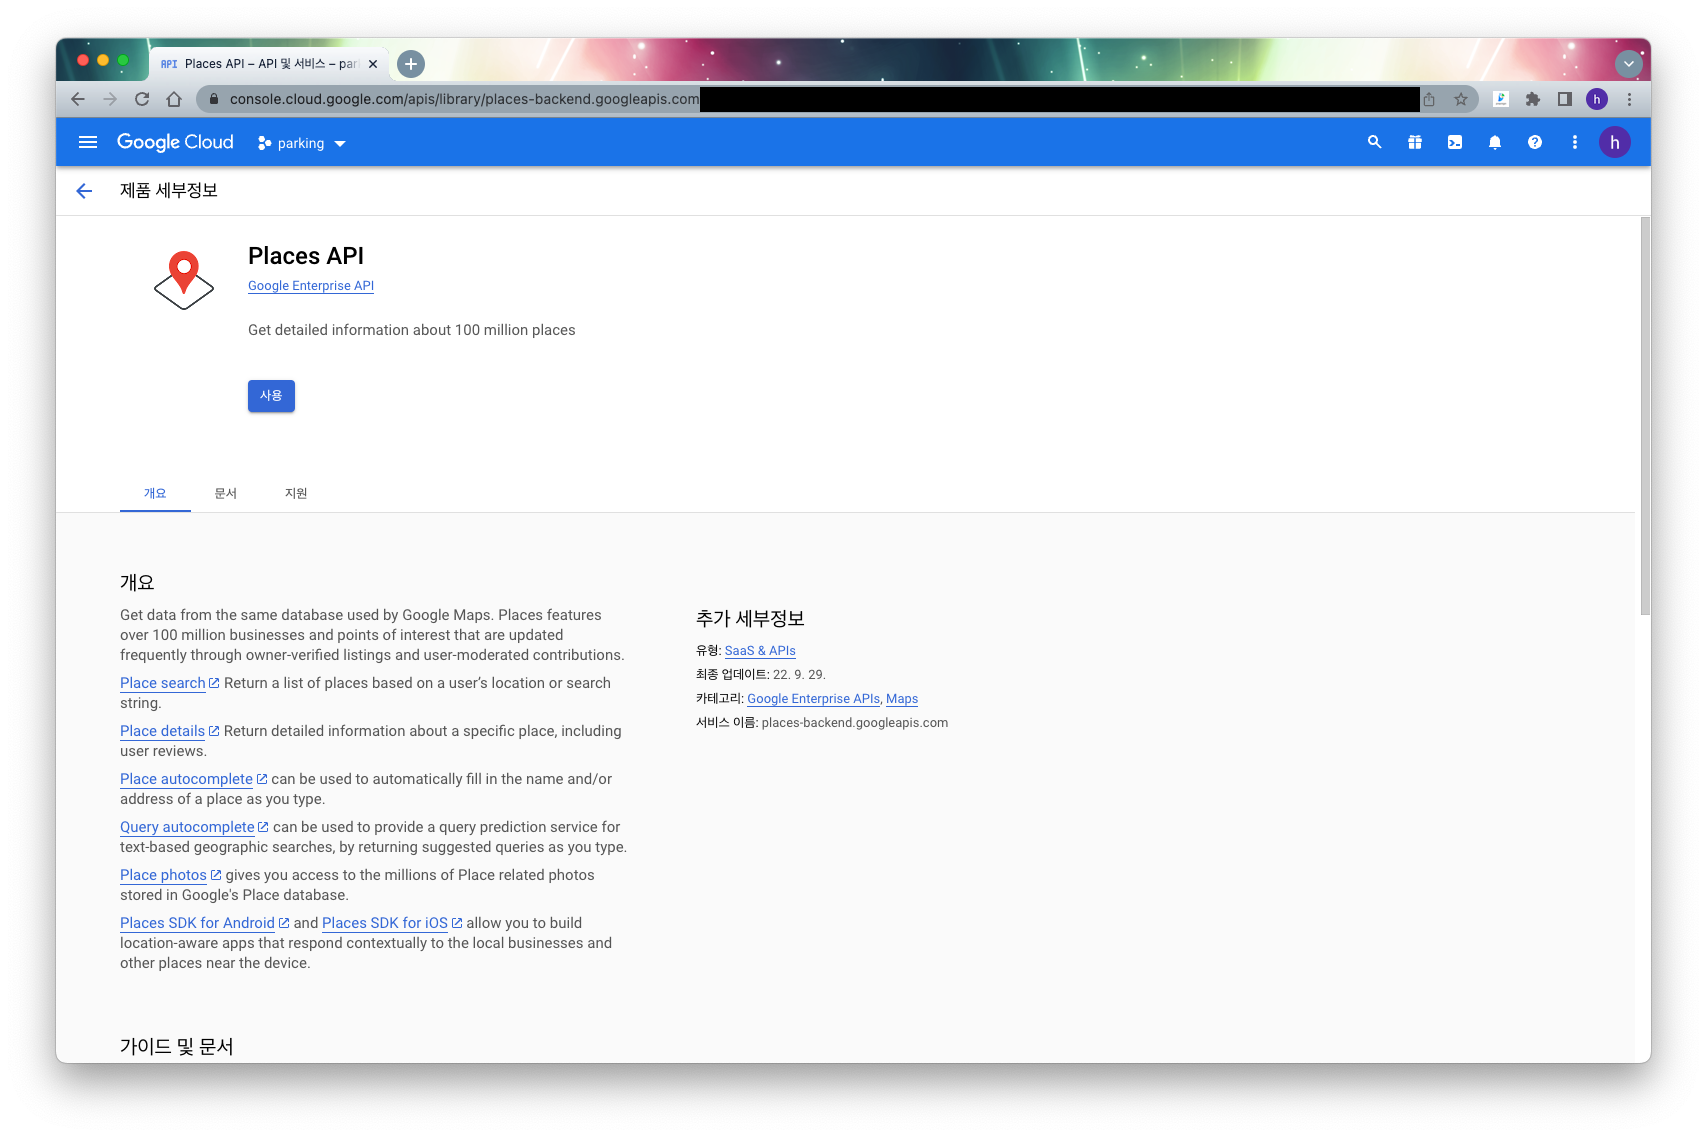 API Places API – API 및 서비스 – par
console.cloud.google.com/apis/library/places-backend.googleapis.com
h
Google Cloud parking
h
제품 세부정보
Places API
Google Enterprise API
Get detailed information about 100 million places
사용
개요 문서 지원
개요
Get data from the same database used by Google Maps. Places features
over 100 million businesses and points of interest that are updated
frequently through owner-verified listings and user-moderated contributions.
Place search Return a list of places based on a user’s location or search
string.
Place details Return detailed information about a specific place, including
user reviews.
Place autocomplete can be used to automatically fill in the name and/or
address of a place as you type.
Query autocomplete can be used to provide a query prediction service for
text-based geographic searches, by returning suggested queries as you type.
Place photos gives you access to the millions of Place related photos
stored in Google's Place database.
Places SDK for Android and Places SDK for iOS allow you to build
location-aware apps that respond contextually to the local businesses and
other places near the device.
추가 세부정보
유형: SaaS & APIs
최종 업데이트: 22. 9. 29.
카테고리: Google Enterprise APIs, Maps
서비스 이름: places-backend.googleapis.com
가이드 및 문서